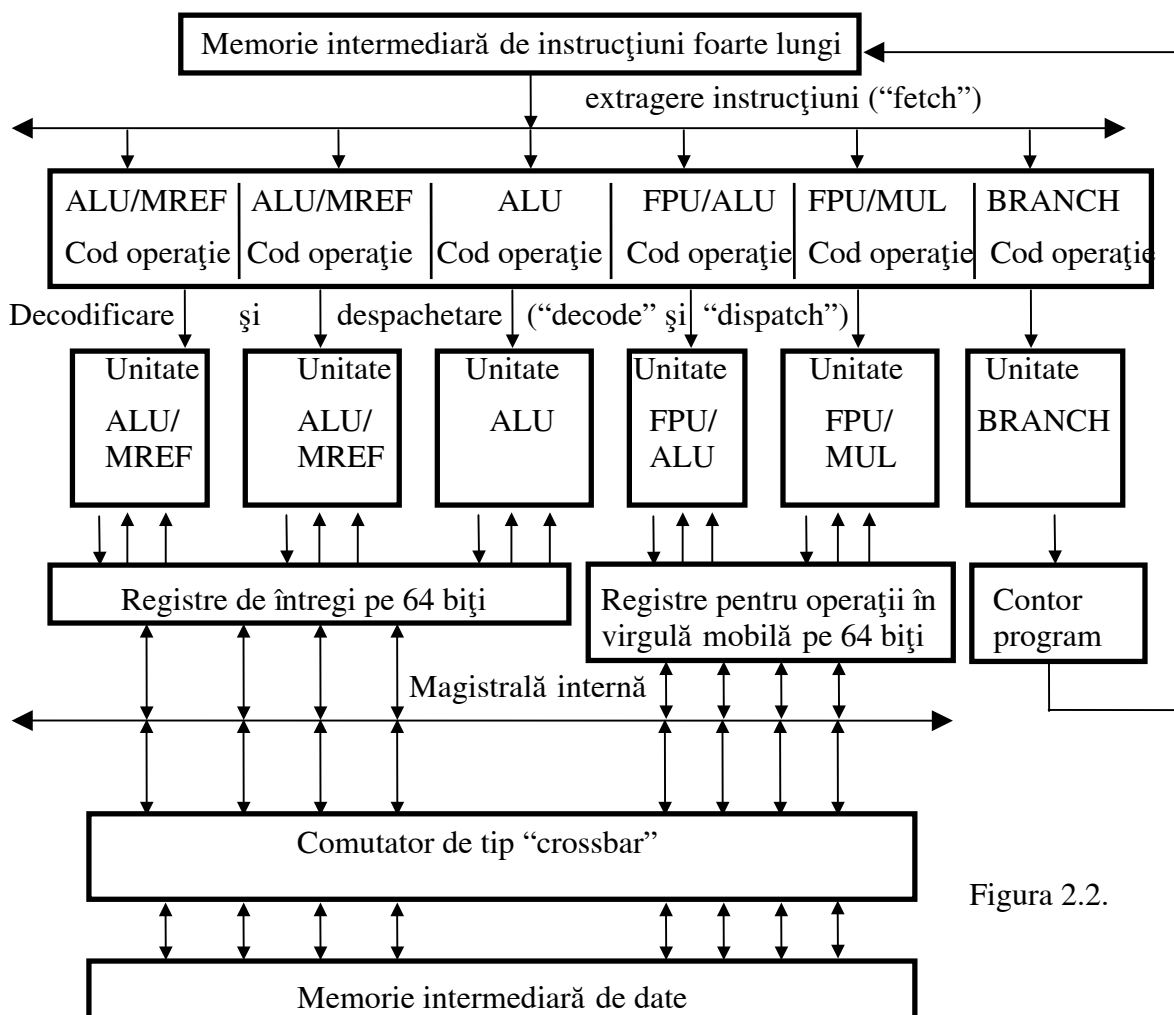 Memorie intermediară de instrucţiuni foarte lungi
extragere instrucţiuni (“fetch”)
ALU/MREF ALU/MREF ALU FPU/ALU FPU/MUL BRANCH
Cod operaţie Cod operaţie Cod operaţie Cod operaţie Cod operaţie Cod operaţie
Decodificare şi despachetare (“decode” şi “dispatch”)
Unitate Unitate Unitate Unitate Unitate Unitate
ALU/ ALU/ ALU FPU/ FPU/ BRANCH
MREF MREF ALU MUL
Registre de întregi pe 64 biţi
Registre pentru operaţii în
virgulă mobilă pe 64 biţi
Contor
program
Magistrală internă
Comutator de tip “crossbar”
Figura 2.2.
Memorie intermediară de date